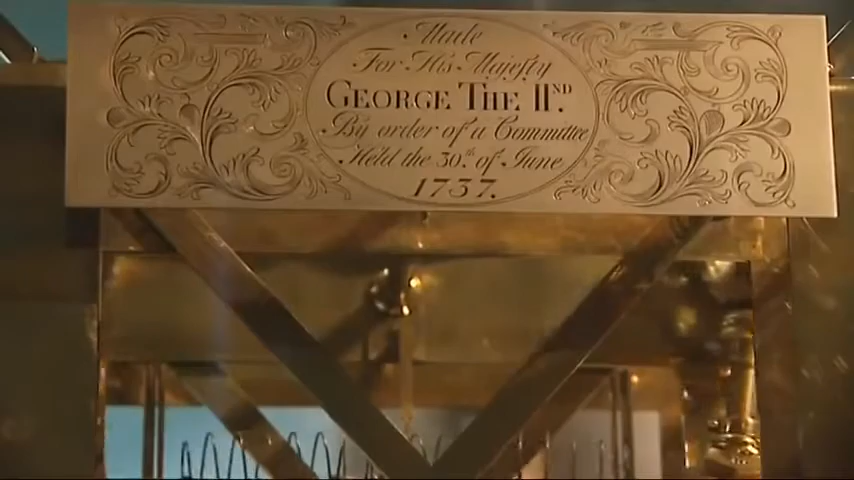 Made
For His Majesty
GEORGE THE IIND.
By order of a Committee
Held the 30th of June
1737.